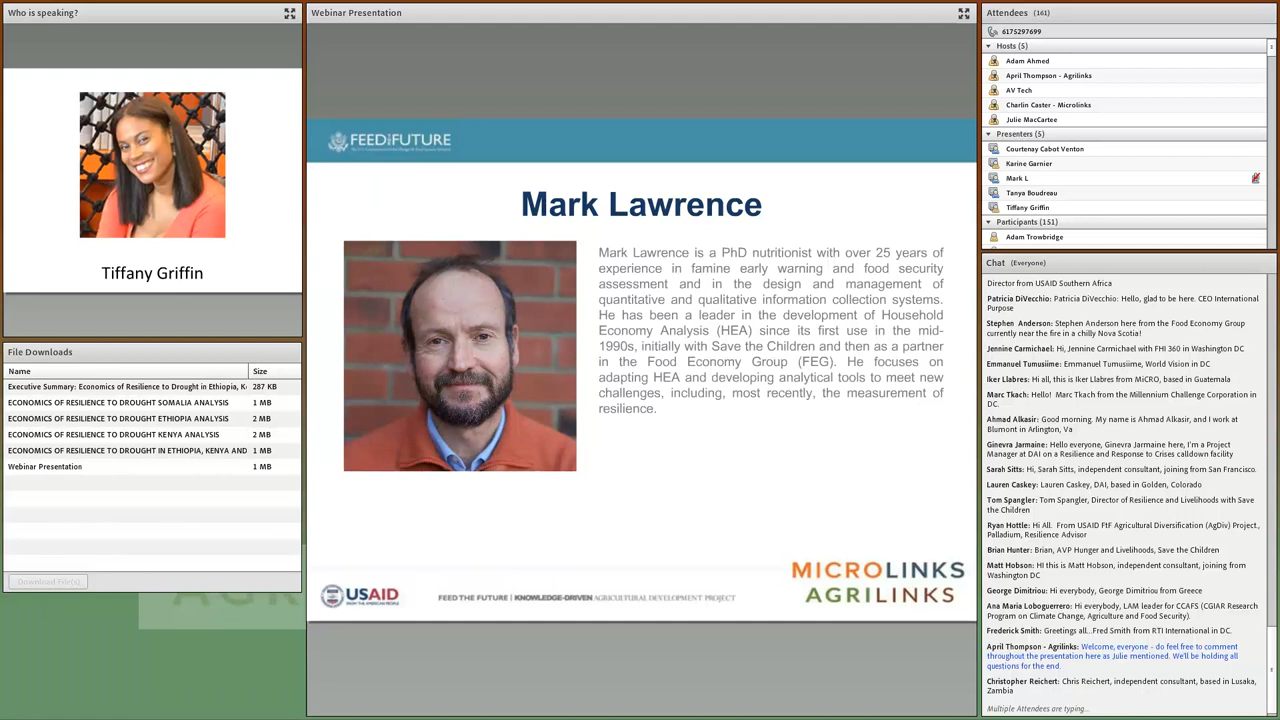 Who is speaking?
Tiffany Griffin
File Downloads
Name Size
Executive Summary: Economics of Resilience to Drought in Ethiopia, K 287 KB
ECONOMICS OF RESILIENCE TO DROUGHT SOMALIA ANALYSIS 1 MB
ECONOMICS OF RESILIENCE TO DROUGHT ETHIOPIA ANALYSIS 2 MB
ECONOMICS OF RESILIENCE TO DROUGHT KENYA ANALYSIS 2 MB
ECONOMICS OF RESILIENCE TO DROUGHT IN ETHIOPIA, KENYA AND 1 MB
Webinar Presentation 1 MB
Download File(s)
Webinar Presentation
FEED THE FUTURE
Mark Lawrence
Mark Lawrence is a PhD nutritionist with over 25 years of
experience in famine early warning and food security
assessment and in the design and management of
quantitative and qualitative information collection systems.
He has been a leader in the development of Household
Economy Analysis (HEA) since its first use in the mid-
1990s, initially with Save the Children and then as a partner
in the Food Economy Group (FEG). He focuses on
adapting HEA and developing analytical tools to meet new
challenges, including, most recently, the measurement of
resilience.
MICROLINKS
AGRILINKS
USAID
FROM THE AMERICAN PEOPLE
FEED THE FUTURE | KNOWLEDGE-DRIVEN AGRICULTURAL DEVELOPMENT PROJECT
Attendees (161)
6175297699
Hosts (5)
Adam Ahmed
April Thompson - Agrilinks
AV Tech
Charlin Caster - Microlinks
Julie MacCartee
Presenters (5)
Courtenay Cabot Venton
Karine Garnier
Mark L
Tanya Boudreau
Tiffany Griffin
Participants (151)
Adam Trowbridge
Chat (Everyone)
Director from USAID Southern Africa
Patricia DiVecchio: Patricia DiVecchio: Hello, glad to be here. CEO International
Purpose
Stephen Anderson: Stephen Anderson here from the Food Economy Group
currently near the fire in a chilly Nova Scotia!
Jennine Carmichael: Hi, Jennine Carmichael with FHI 360 in Washington DC
Emmanuel Tumusiime: Emmanuel Tumusiime, World Vision in DC
Iker Llabres: Hi all, this is Iker Llabres from MiCRO, based in Guatemala
Marc Tkach: Hello! Marc Tkach from the Millennium Challenge Corporation in
DC.
Ahmad Alkasir: Good morning. My name is Ahmad Alkasir, and I work at
Blumont in Arlington, Va
Ginevra Jarmaine: Hello everyone, Ginevra Jarmaine here, I'm a Project
Manager at DAI on a Resilience and Response to Crises calldown facility
Sarah Sitts: Hi, Sarah Sitts, independent consultant, joining from San Francisco.
Lauren Caskey: Lauren Caskey, DAI, based in Golden, Colorado
Tom Spangler: Tom Spangler, Director of Resilience and Livelihoods with Save
the Children
Ryan Hottle: Hi All. From USAID FtF Agricultural Diversification (AgDiv) Project.,
Palladium, Resilience Advisor
Brian Hunter: Brian, AVP Hunger and Livelihoods, Save the Children
Matt Hobson: HI this is Matt Hobson, independent consultant, joining from
Washington DC
George Dimitriou: Hi everybody, George Dimitriou from Greece
Ana Maria Loboguerrero: Hi everybody, LAM leader for CCAFS (CGIAR Research
Program on Climate Change, Agriculture and Food Security).
Frederick Smith: Greetings all...Fred Smith from RTI International in DC.
April Thompson - Agrilinks: Welcome, everyone - do feel free to comment
throughout the presentation here as Julie mentioned. We'll be holding all
questions for the end.
Christopher Reichert: Chris Reichert, independent consultant, based in Lusaka,
Zambia
Multiple Attendees are typing...